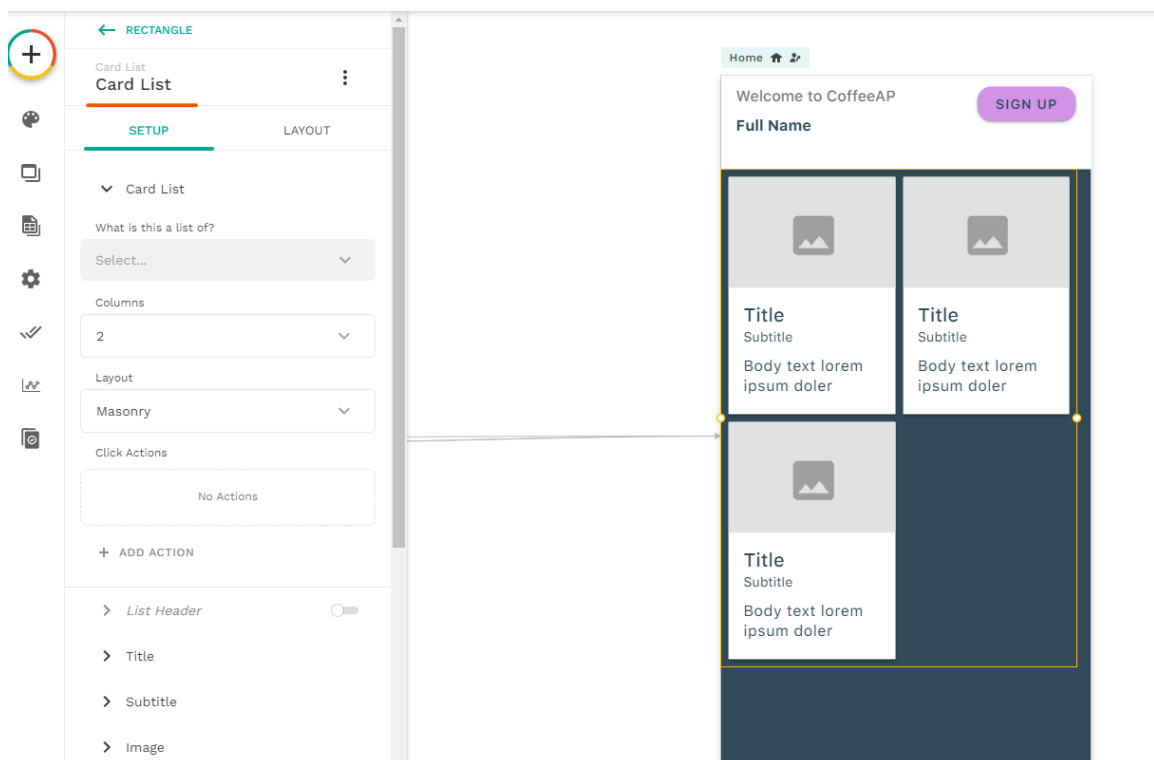 RECTANGLE
Card List
Card List
SETUP
LAYOUT
Card List
What is this a list of?
Select...
Columns
2
Layout
Masonry
Click Actions
No Actions
+ ADD ACTION
List Header
Title
Subtitle
Image
Home
Welcome to CoffeeAP
Full Name
SIGN UP
Title
Subtitle
Body text lorem
ipsum doler
Title
Subtitle
Body text lorem
ipsum doler
Title
Subtitle
Body text lorem
ipsum doler